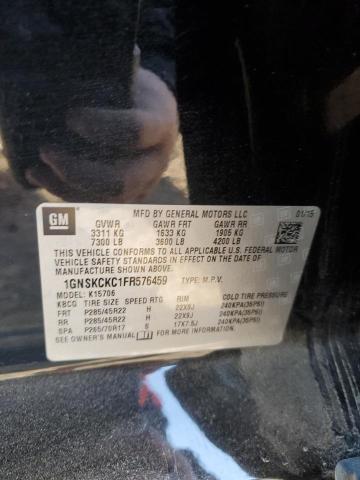 GM
MFD BY GENERAL MOTORS LLC 01/15
GVWR GAWR FRT GAWR RR
3311 KG 1633 KG 1905 KG
7300 LB 3600 LB 4200 LB
THIS VEHICLE CONFORMS TO ALL APPLICABLE U.S. FEDERAL MOTOR
VEHICLE SAFETY AND THEFT PREVENTION STANDARDS IN EFFECT ON
THE DATE OF MANUFACTURE SHOWN ABOVE.
1GNSKCKC1FR576459 TYPE: M.P.V.
MODEL: K15706
KBCG TIRE SIZE SPEED RTG RIM COLD TIRE PRESSURE
FRT P285/45R22 H 22X9J 240KPA(35PSI)
RR P285/45R22 H 22X9J 240KPA(35PSI)
SPA P265/70R17 S 17X7.5J 240KPA(35PSI)
SEE OWNER'S MANUAL FOR MORE INFORMATION.